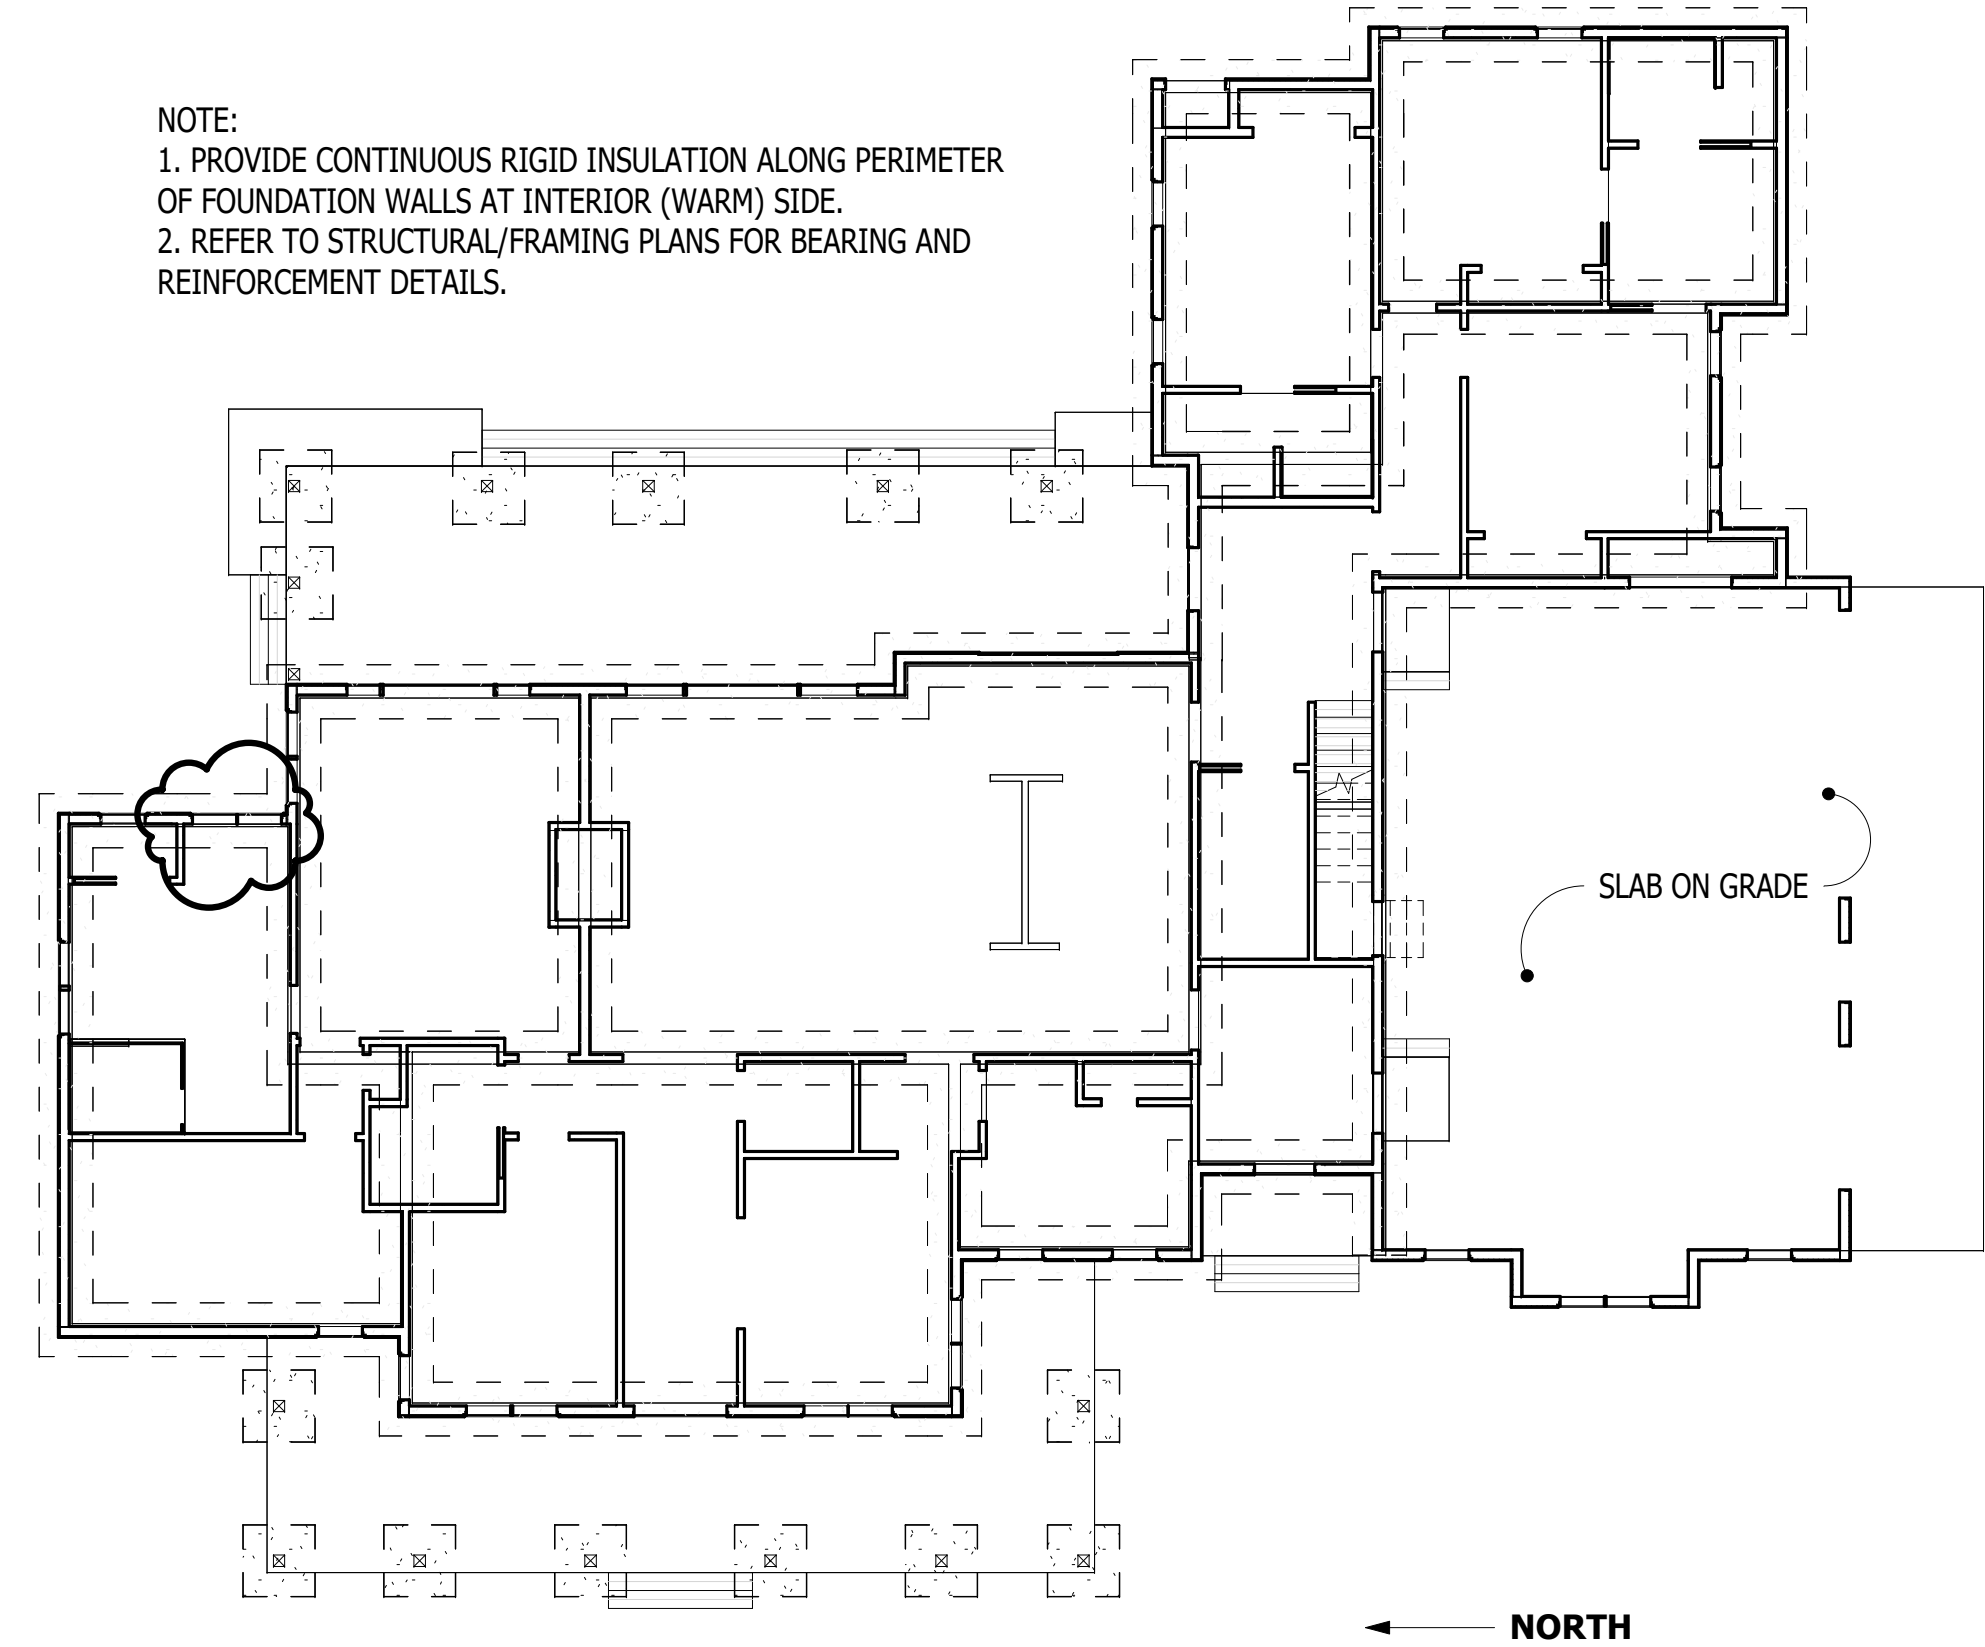 NOTE:
1. PROVIDE CONTINUOUS RIGID INSULATION ALONG PERIMETER
OF FOUNDATION WALLS AT INTERIOR (WARM) SIDE.
2. REFER TO STRUCTURAL/FRAMING PLANS FOR BEARING AND
REINFORCEMENT DETAILS.
SLAB ON GRADE
NORTH